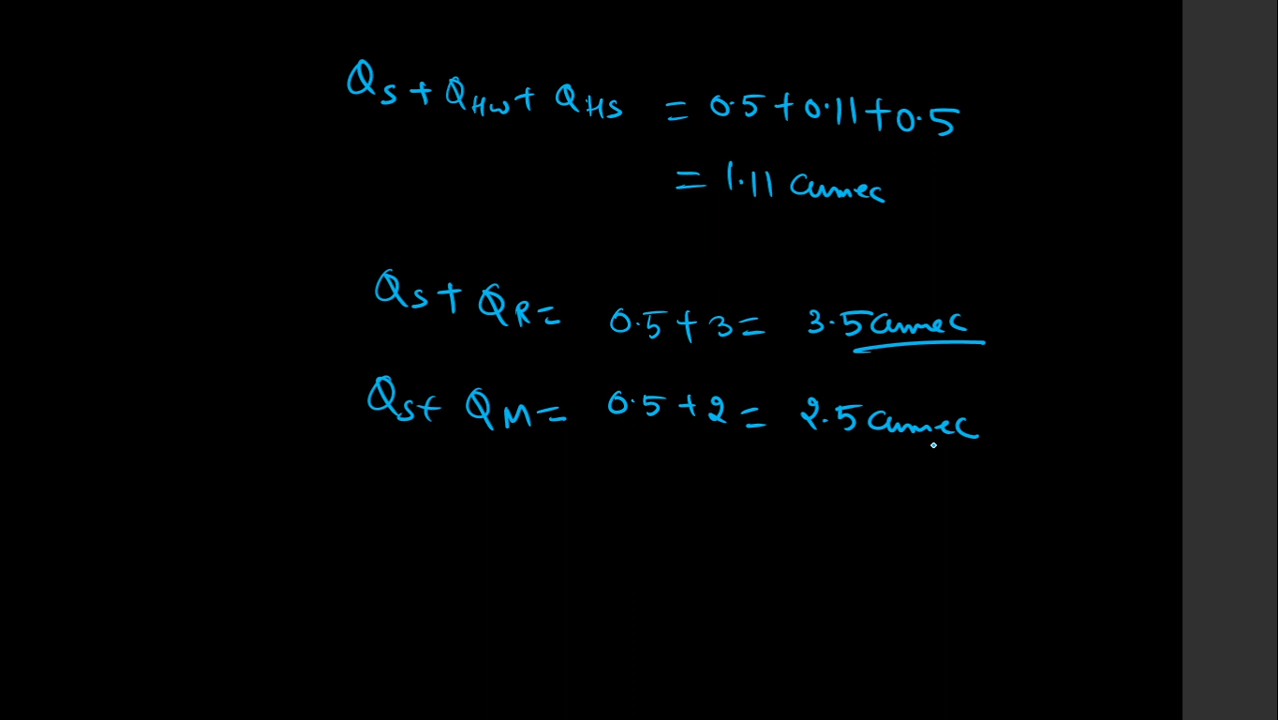 Qs + QHW + QHS = 0.5 + 0.11 + 0.5
= 1.11 cumec
Qs + QR = 0.5 + 3 = 3.5 cumec
Qs + QM = 0.5 + 2 = 2.5 cumec